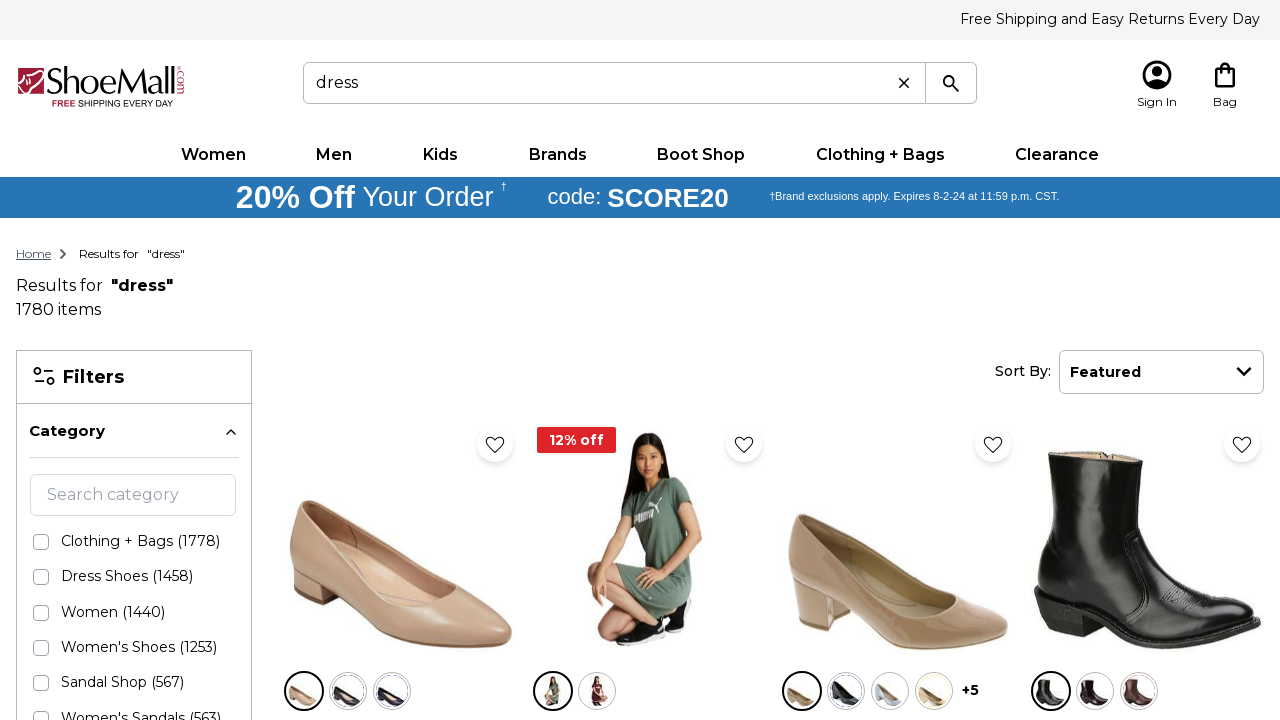 Free Shipping and Easy Returns Every Day
ShoeMall.com
FREE SHIPPING EVERY DAY
dress
Sign In
Bag
Women
Men
Kids
Brands
Boot Shop
Clothing + Bags
Clearance
20% Off Your Order † code: SCORE20 †Brand exclusions apply. Expires 8-2-24 at 11:59 p.m. CST.
Home > Results for "dress"
Results for "dress"
1780 items
Filters
Sort By: Featured
Category
Search category
Clothing + Bags (1778)
Dress Shoes (1458)
Women (1440)
Women's Shoes (1253)
Sandal Shop (567)
Women's Sandals (563)
12% off
PUMA
+5